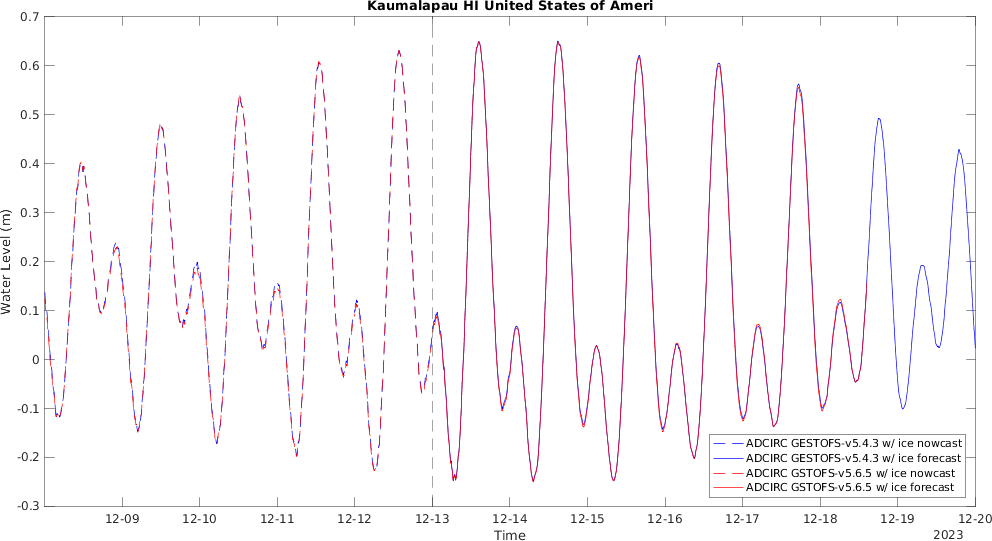 Kaumalapau HI United States of Ameri
0.7
0.6
0.5
0.4
0.3
0.2
0.1
0
-0.1
-0.2
-0.3
Water Level (m)
ADCIRC GESTOFS-v5.4.3 w/ ice nowcast
ADCIRC GESTOFS-v5.4.3 w/ ice forecast
ADCIRC GSTOFS-v5.6.5 w/ ice nowcast
ADCIRC GSTOFS-v5.6.5 w/ ice forecast
12-09 12-10 12-11 12-12 12-13 12-14 12-15 12-16 12-17 12-18 12-19 12-20
Time
2023